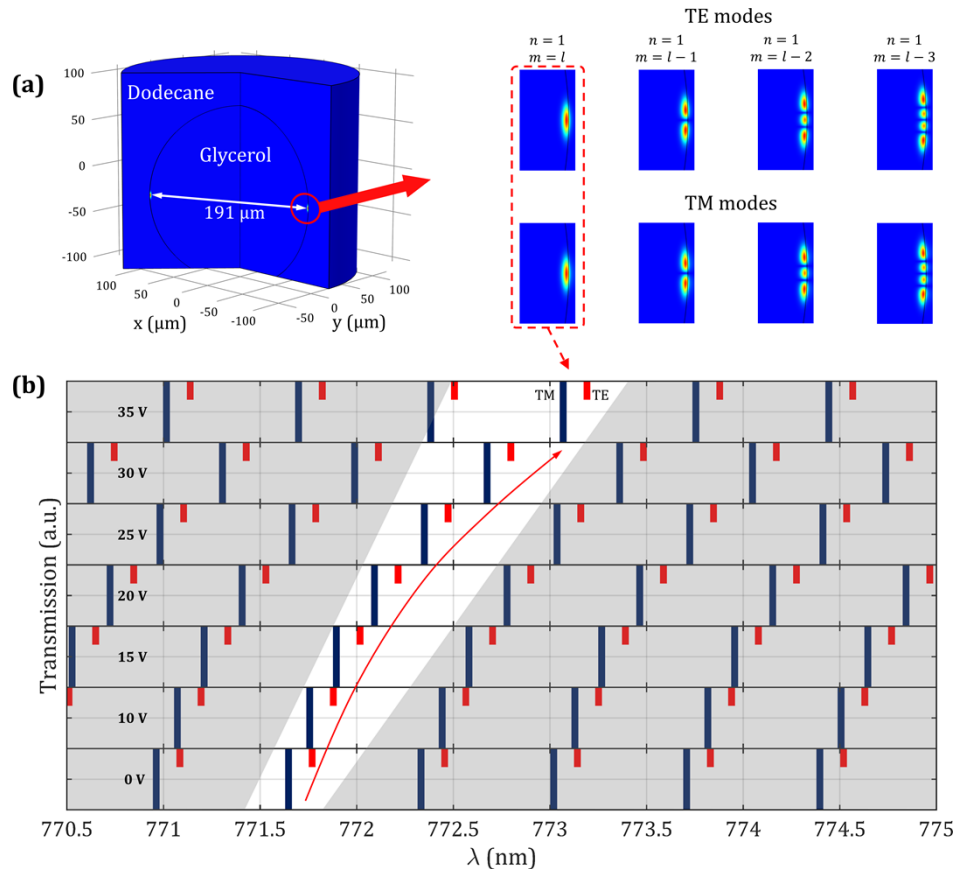 (a)
100
50
0
-50
-100
Dodecane
Glycerol
191 μm
100
50
0
-50
-100
x (μm)
100
50
0
-50
y (μm)
TE modes
n = 1
m = l
n = 1
m = l − 1
n = 1
m = l − 2
n = 1
m = l − 3
TM modes
(b)
Transmission (a.u.)
35 V
TM
TE
30 V
25 V
20 V
15 V
10 V
0 V
770.5 771 771.5 772 772.5 773 773.5 774 774.5 775
λ (nm)